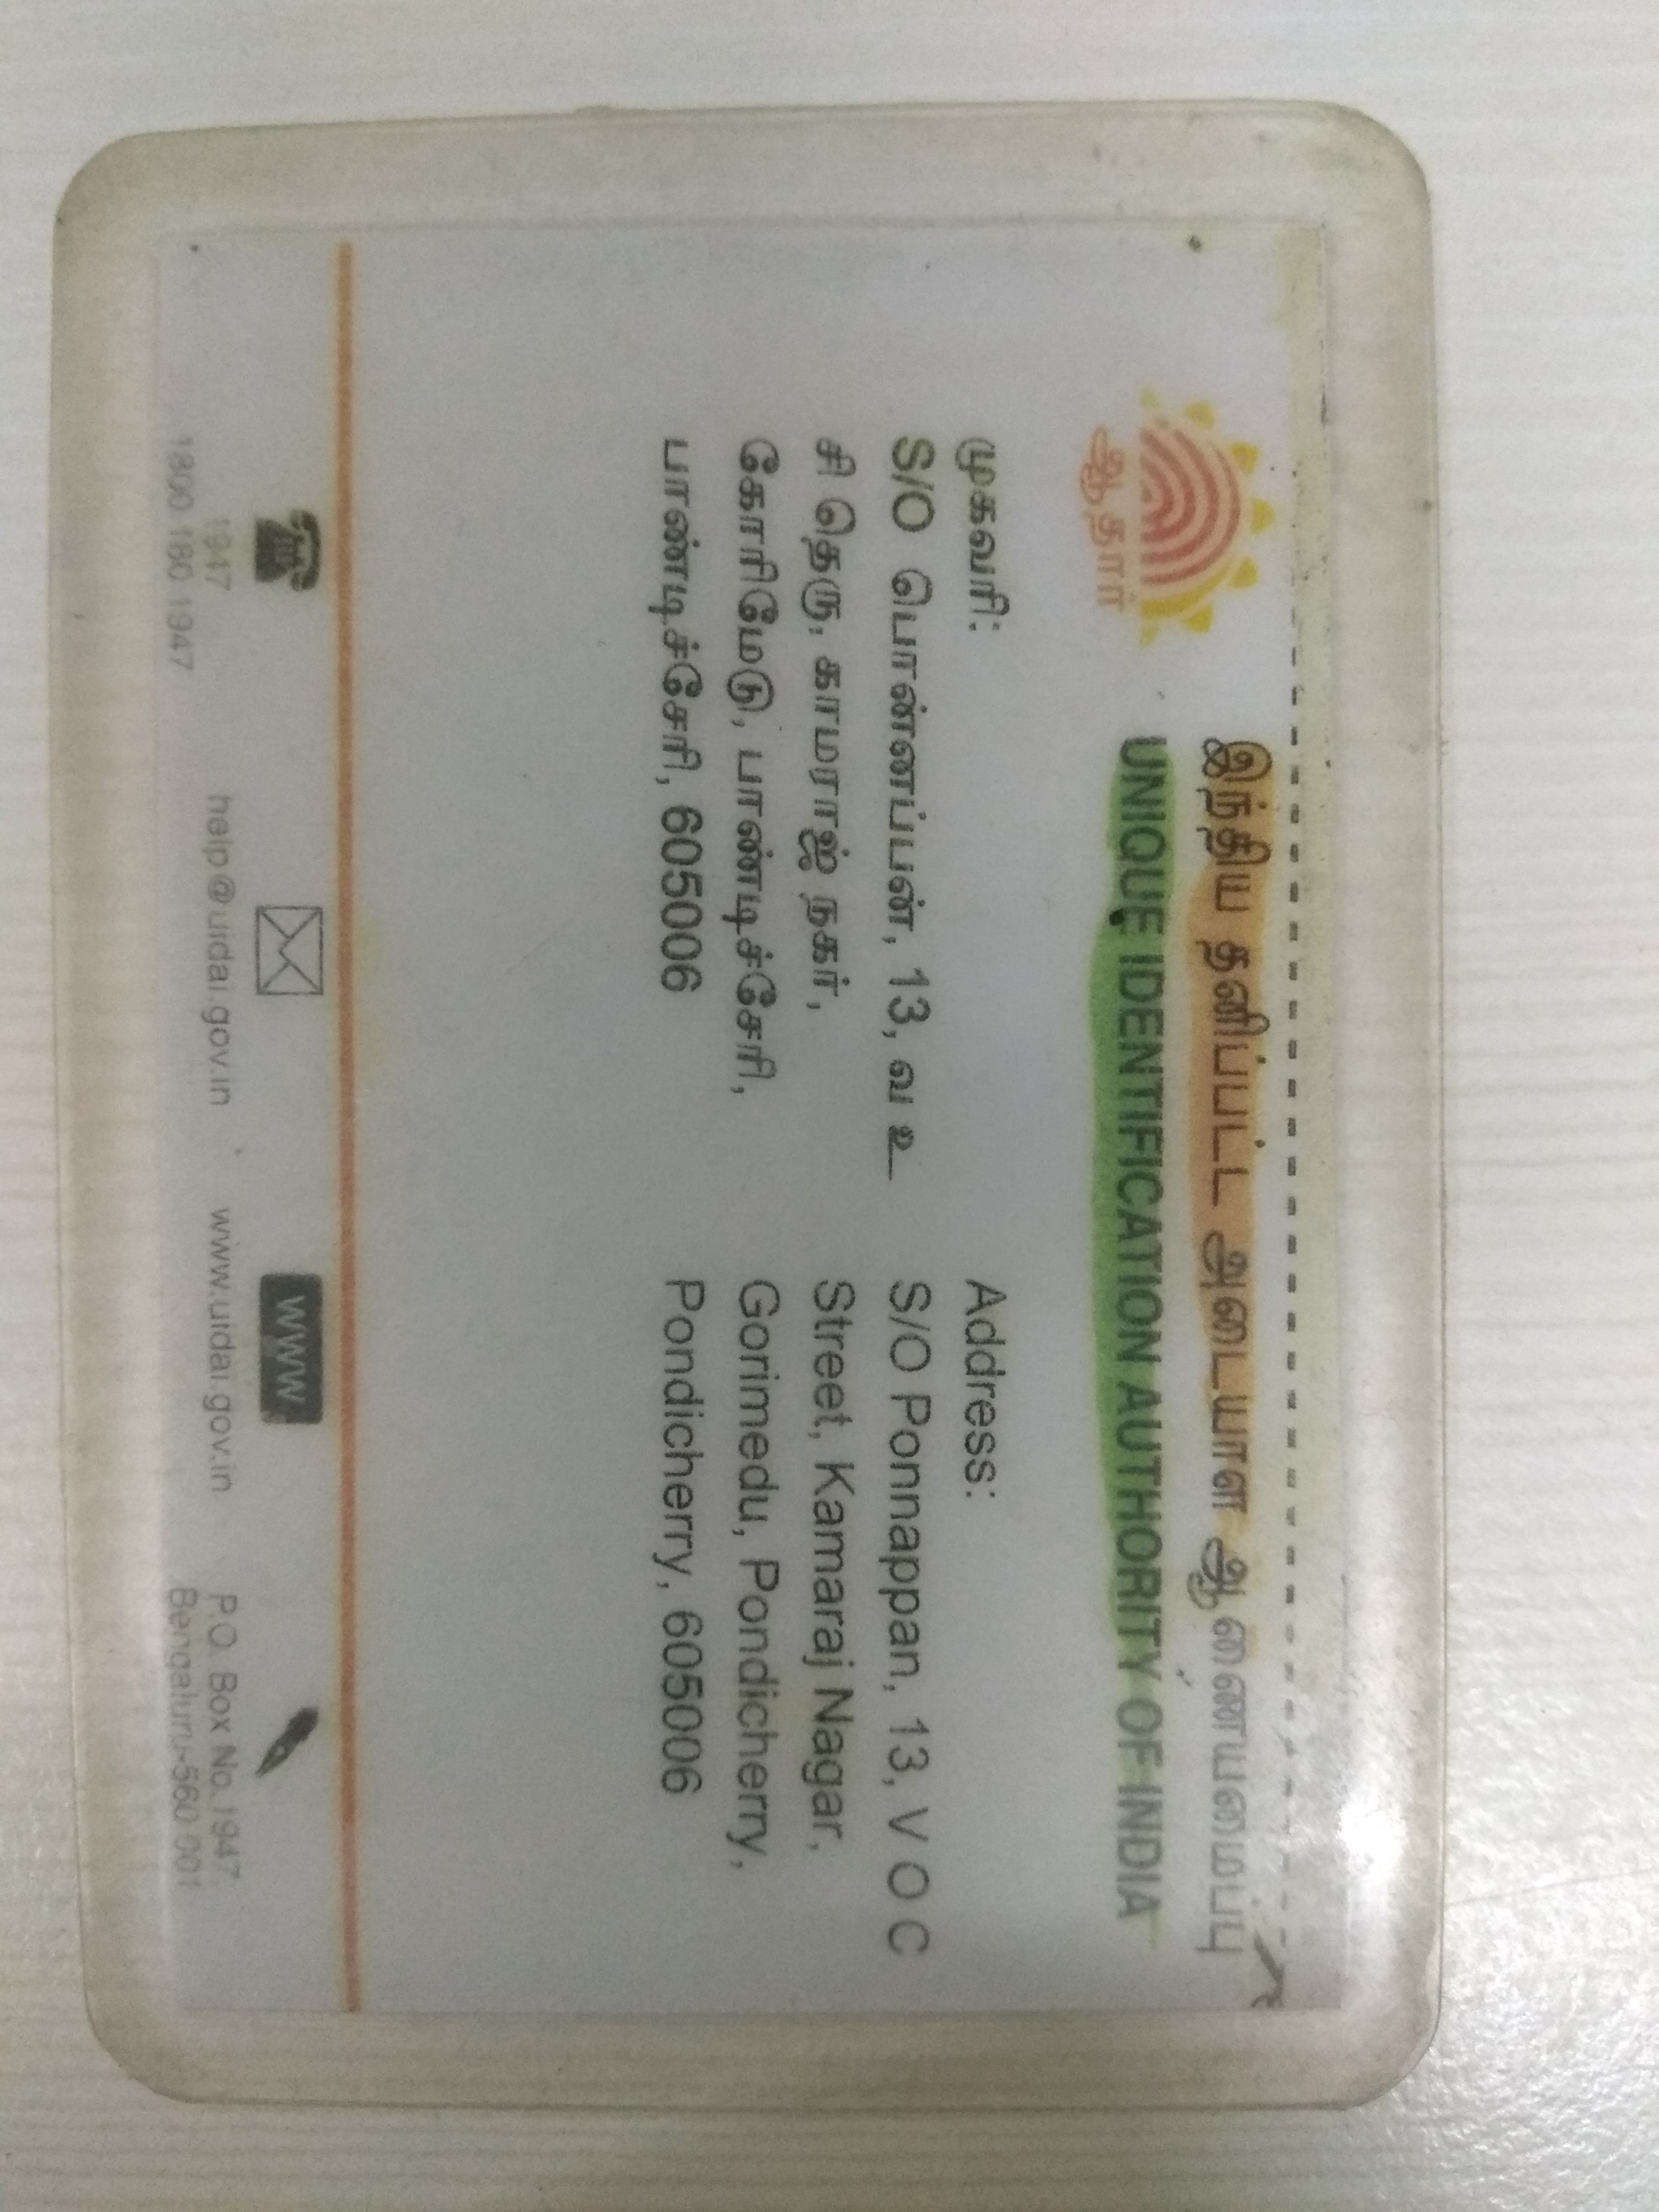 இந்திய தனிப்பட்ட அடையாள ஆணையமைப்பு
UNIQUE IDENTIFICATION AUTHORITY OF INDIA
ஆதார்
முகவரி:
S/O பொன்னப்பன், 13, வ உ
சி தெரு, காமராஜ் நகர்,
கோரிமேடு, பாண்டிச்சேரி,
பாண்டிச்சேரி, 605006
Address:
S/O Ponnappan, 13, V O C
Street, Kamaraj Nagar,
Gorimedu, Pondicherry,
Pondicherry, 605006
1947
1800 180 1947
help@uidai.gov.in
www
www.uidai.gov.in
P.O. Box No.1947,
Bengaluru-560 001